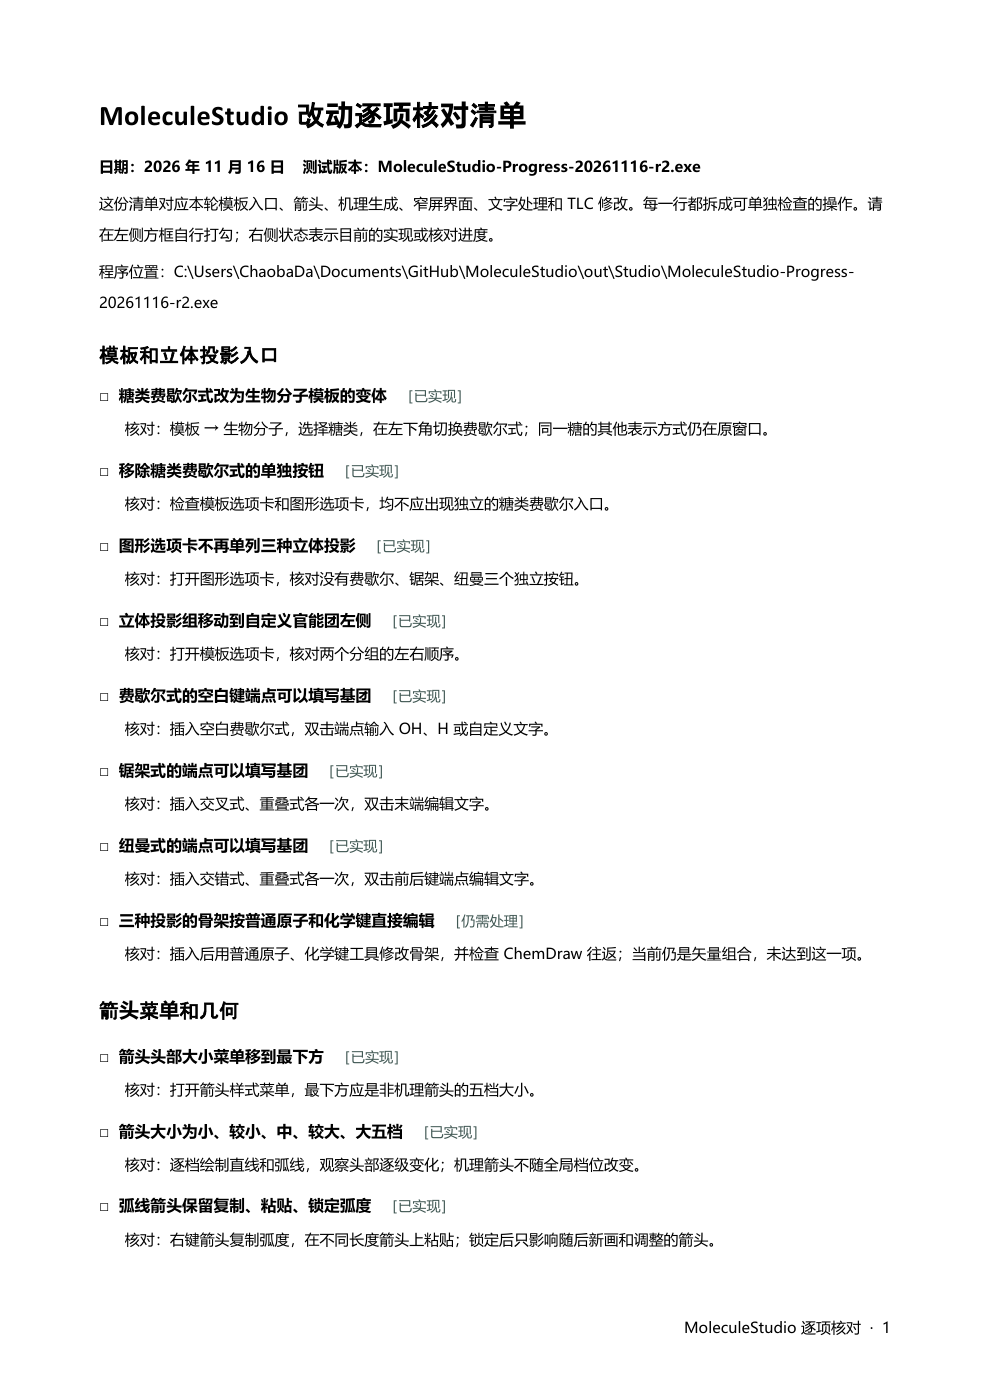 MoleculeStudio 改动逐项核对清单
日期：2026 年 11 月 16 日 测试版本：MoleculeStudio-Progress-20261116-r2.exe
这份清单对应本轮模板入口、箭头、机理生成、窄屏界面、文字处理和 TLC 修改。每一行都拆成可单独检查的操作。请
在左侧方框自行打勾；右侧状态表示目前的实现或核对进度。
程序位置：C:\Users\ChaobaDa\Documents\GitHub\MoleculeStudio\out\Studio\MoleculeStudio-Progress-
20261116-r2.exe
模板和立体投影入口
□ 糖类费歇尔式改为生物分子模板的变体 [已实现]
核对：模板 → 生物分子，选择糖类，在左下角切换费歇尔式；同一糖的其他表示方式仍在原窗口。
□ 移除糖类费歇尔式的单独按钮 [已实现]
核对：检查模板选项卡和图形选项卡，均不应出现独立的糖类费歇尔入口。
□ 图形选项卡不再单列三种立体投影 [已实现]
核对：打开图形选项卡，核对没有费歇尔、锯架、纽曼三个独立按钮。
□ 立体投影组移动到自定义官能团左侧 [已实现]
核对：打开模板选项卡，核对两个分组的左右顺序。
□ 费歇尔式的空白键端点可以填写基团 [已实现]
核对：插入空白费歇尔式，双击端点输入 OH、H 或自定义文字。
□ 锯架式的端点可以填写基团 [已实现]
核对：插入交叉式、重叠式各一次，双击末端编辑文字。
□ 纽曼式的端点可以填写基团 [已实现]
核对：插入交错式、重叠式各一次，双击前后键端点编辑文字。
□ 三种投影的骨架按普通原子和化学键直接编辑 [仍需处理]
核对：插入后用普通原子、化学键工具修改骨架，并检查 ChemDraw 往返；当前仍是矢量组合，未达到这一项。
箭头菜单和几何
□ 箭头头部大小菜单移到最下方 [已实现]
核对：打开箭头样式菜单，最下方应是非机理箭头的五档大小。
□ 箭头大小为小、较小、中、较大、大五档 [已实现]
核对：逐档绘制直线和弧线，观察头部逐级变化；机理箭头不随全局档位改变。
□ 弧线箭头保留复制、粘贴、锁定弧度 [已实现]
核对：右键箭头复制弧度，在不同长度箭头上粘贴；锁定后只影响随后新画和调整的箭头。
MoleculeStudio 逐项核对 · 1